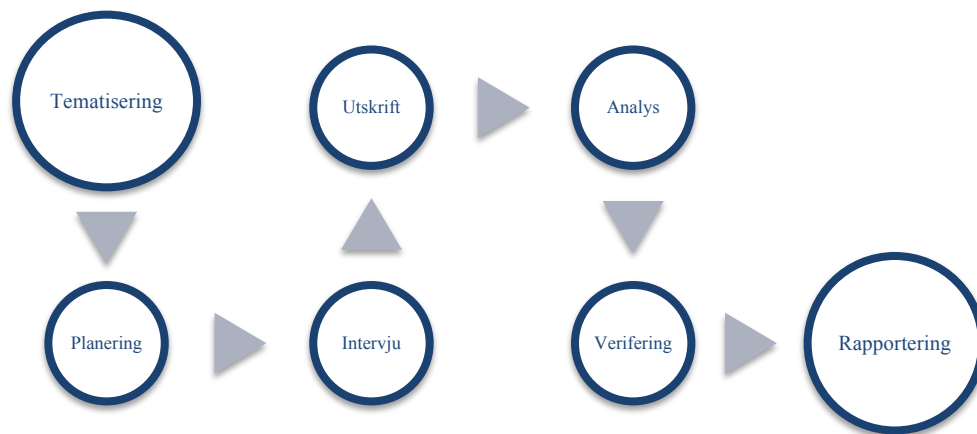 Tematisering
Planering
Intervju
Utskrift
Analys
Verifering
Rapportering